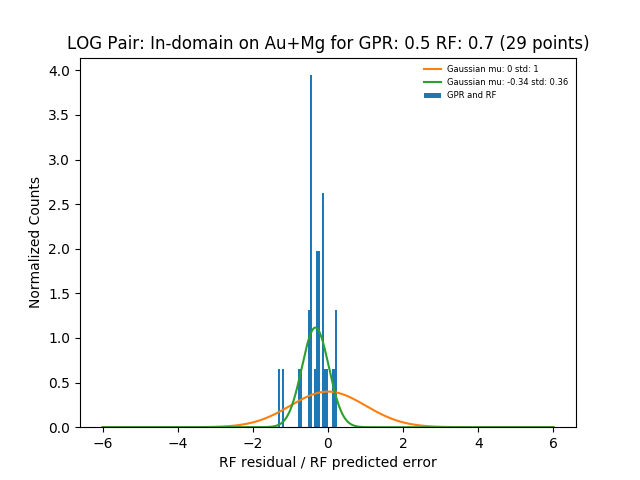 LOG Pair: In-domain on Au+Mg for GPR: 0.5 RF: 0.7 (29 points)
Gaussian mu: 0 std: 1
Gaussian mu: -0.34 std: 0.36
GPR and RF
Normalized Counts
4.0
3.5
3.0
2.5
2.0
1.5
1.0
0.5
0.0
−6 −4 −2 0 2 4 6
RF residual / RF predicted error